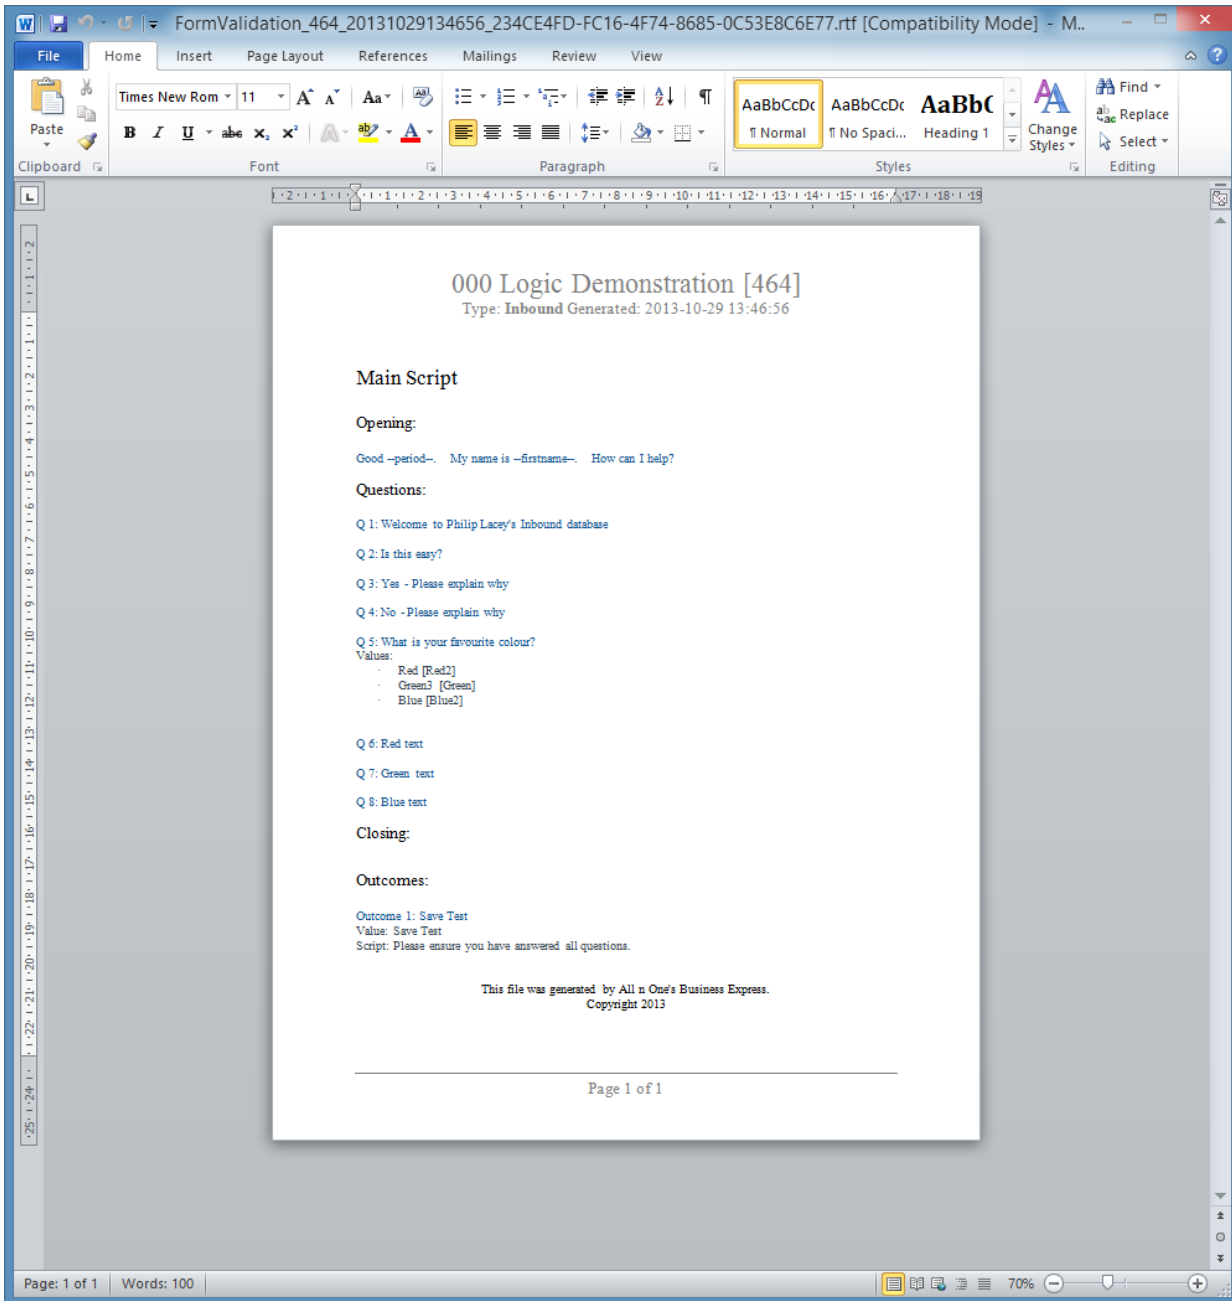 FormValidation_464_20131029134656_234CE4FD-FC16-4F74-8685-0C53E8C6E77.rtf [Compatibility Mode] - M..
File Home Insert Page Layout References Mailings Review View
Paste
Clipboard
Times New Rom 11
Font
Paragraph
AaBbCcDc AaBbCcDc AaBbC
¶ Normal ¶ No Spaci... Heading 1
Styles
Change
Styles
Find
Replace
Select
Editing
000 Logic Demonstration [464]
Type: Inbound Generated: 2013-10-29 13:46:56
Main Script
Opening:
Good --period--. My name is --firstname--. How can I help?
Questions:
Q 1: Welcome to Philip Lacey's Inbound database
Q 2: Is this easy?
Q 3: Yes - Please explain why
Q 4: No - Please explain why
Q 5: What is your favourite colour?
Values:
· Red [Red2]
· Green3 [Green]
· Blue [Blue2]
Q 6: Red text
Q 7: Green text
Q 8: Blue text
Closing:
Outcomes:
Outcome 1: Save Test
Value: Save Test
Script: Please ensure you have answered all questions.
This file was generated by All n One's Business Express.
Copyright 2013
Page 1 of 1
Page: 1 of 1 Words: 100 70%